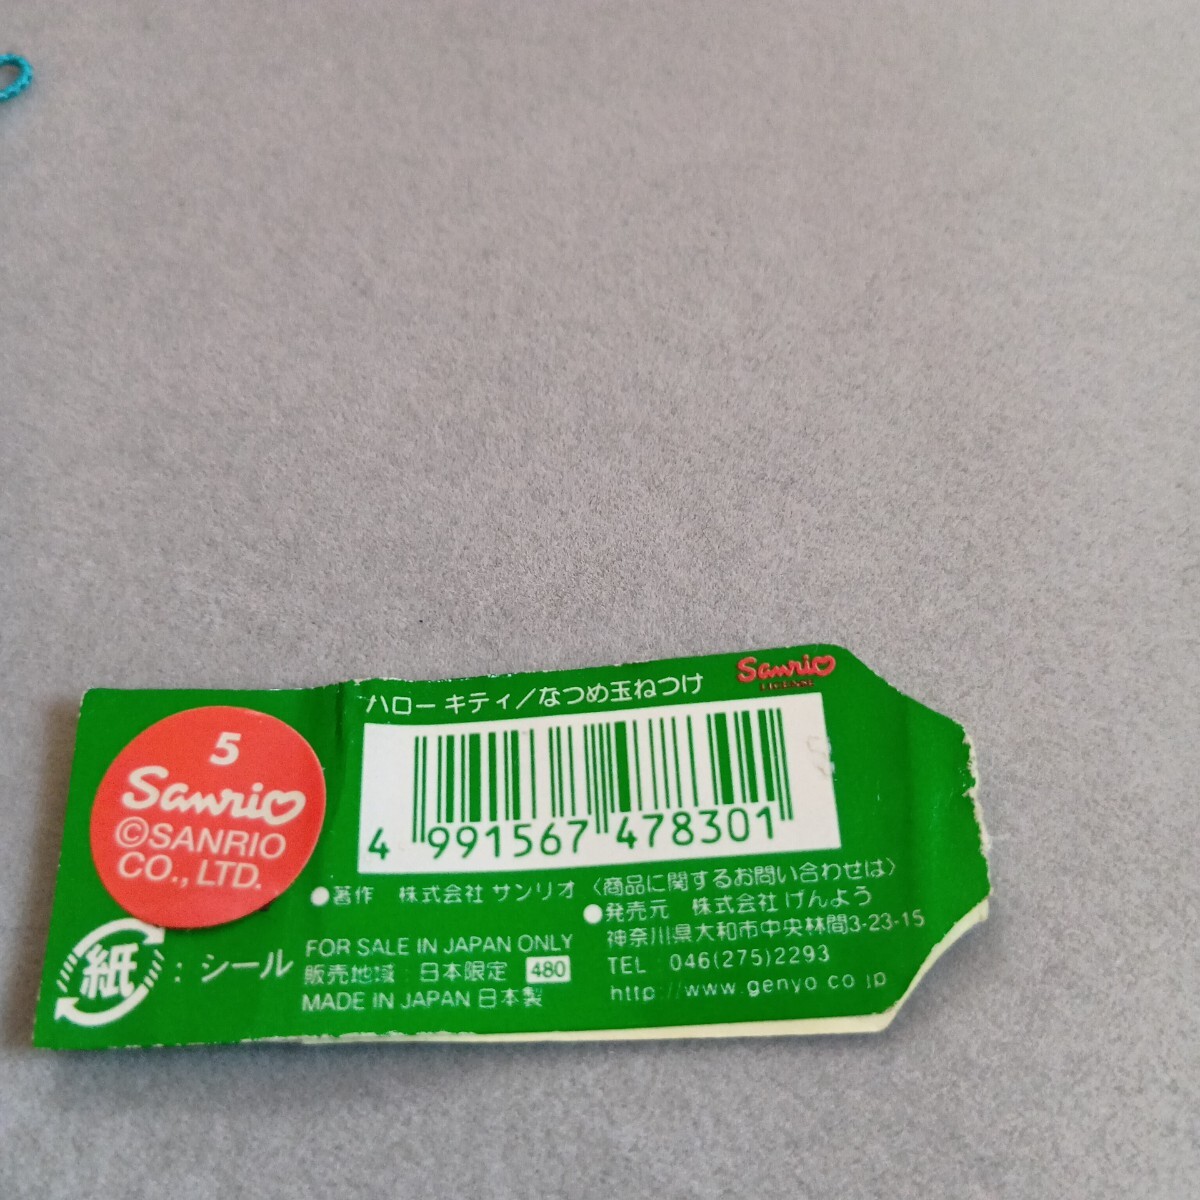 ハロー キティ/なつめ玉ねつけ
Sanrio
LICENSE
5
Sanrio
©SANRIO
CO., LTD.
4 991567 478301
●著作 株式会社 サンリオ
〈商品に関するお問い合わせは〉
●発売元 株式会社 げんよう
神奈川県大和市中央林間3-23-15
TEL 046(275)2293
http://www.genyo.co.jp
紙 : シール
FOR SALE IN JAPAN ONLY
販売地域 : 日本限定 480
MADE IN JAPAN 日本製